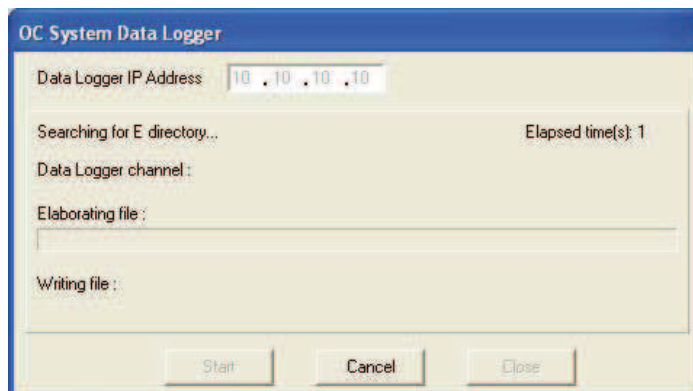 OC System Data Logger
Data Logger IP Address 10 . 10 . 10 . 10
Searching for E directory... Elapsed time(s): 1
Data Logger channel :
Elaborating file :
Writing file :
Start Cancel Close